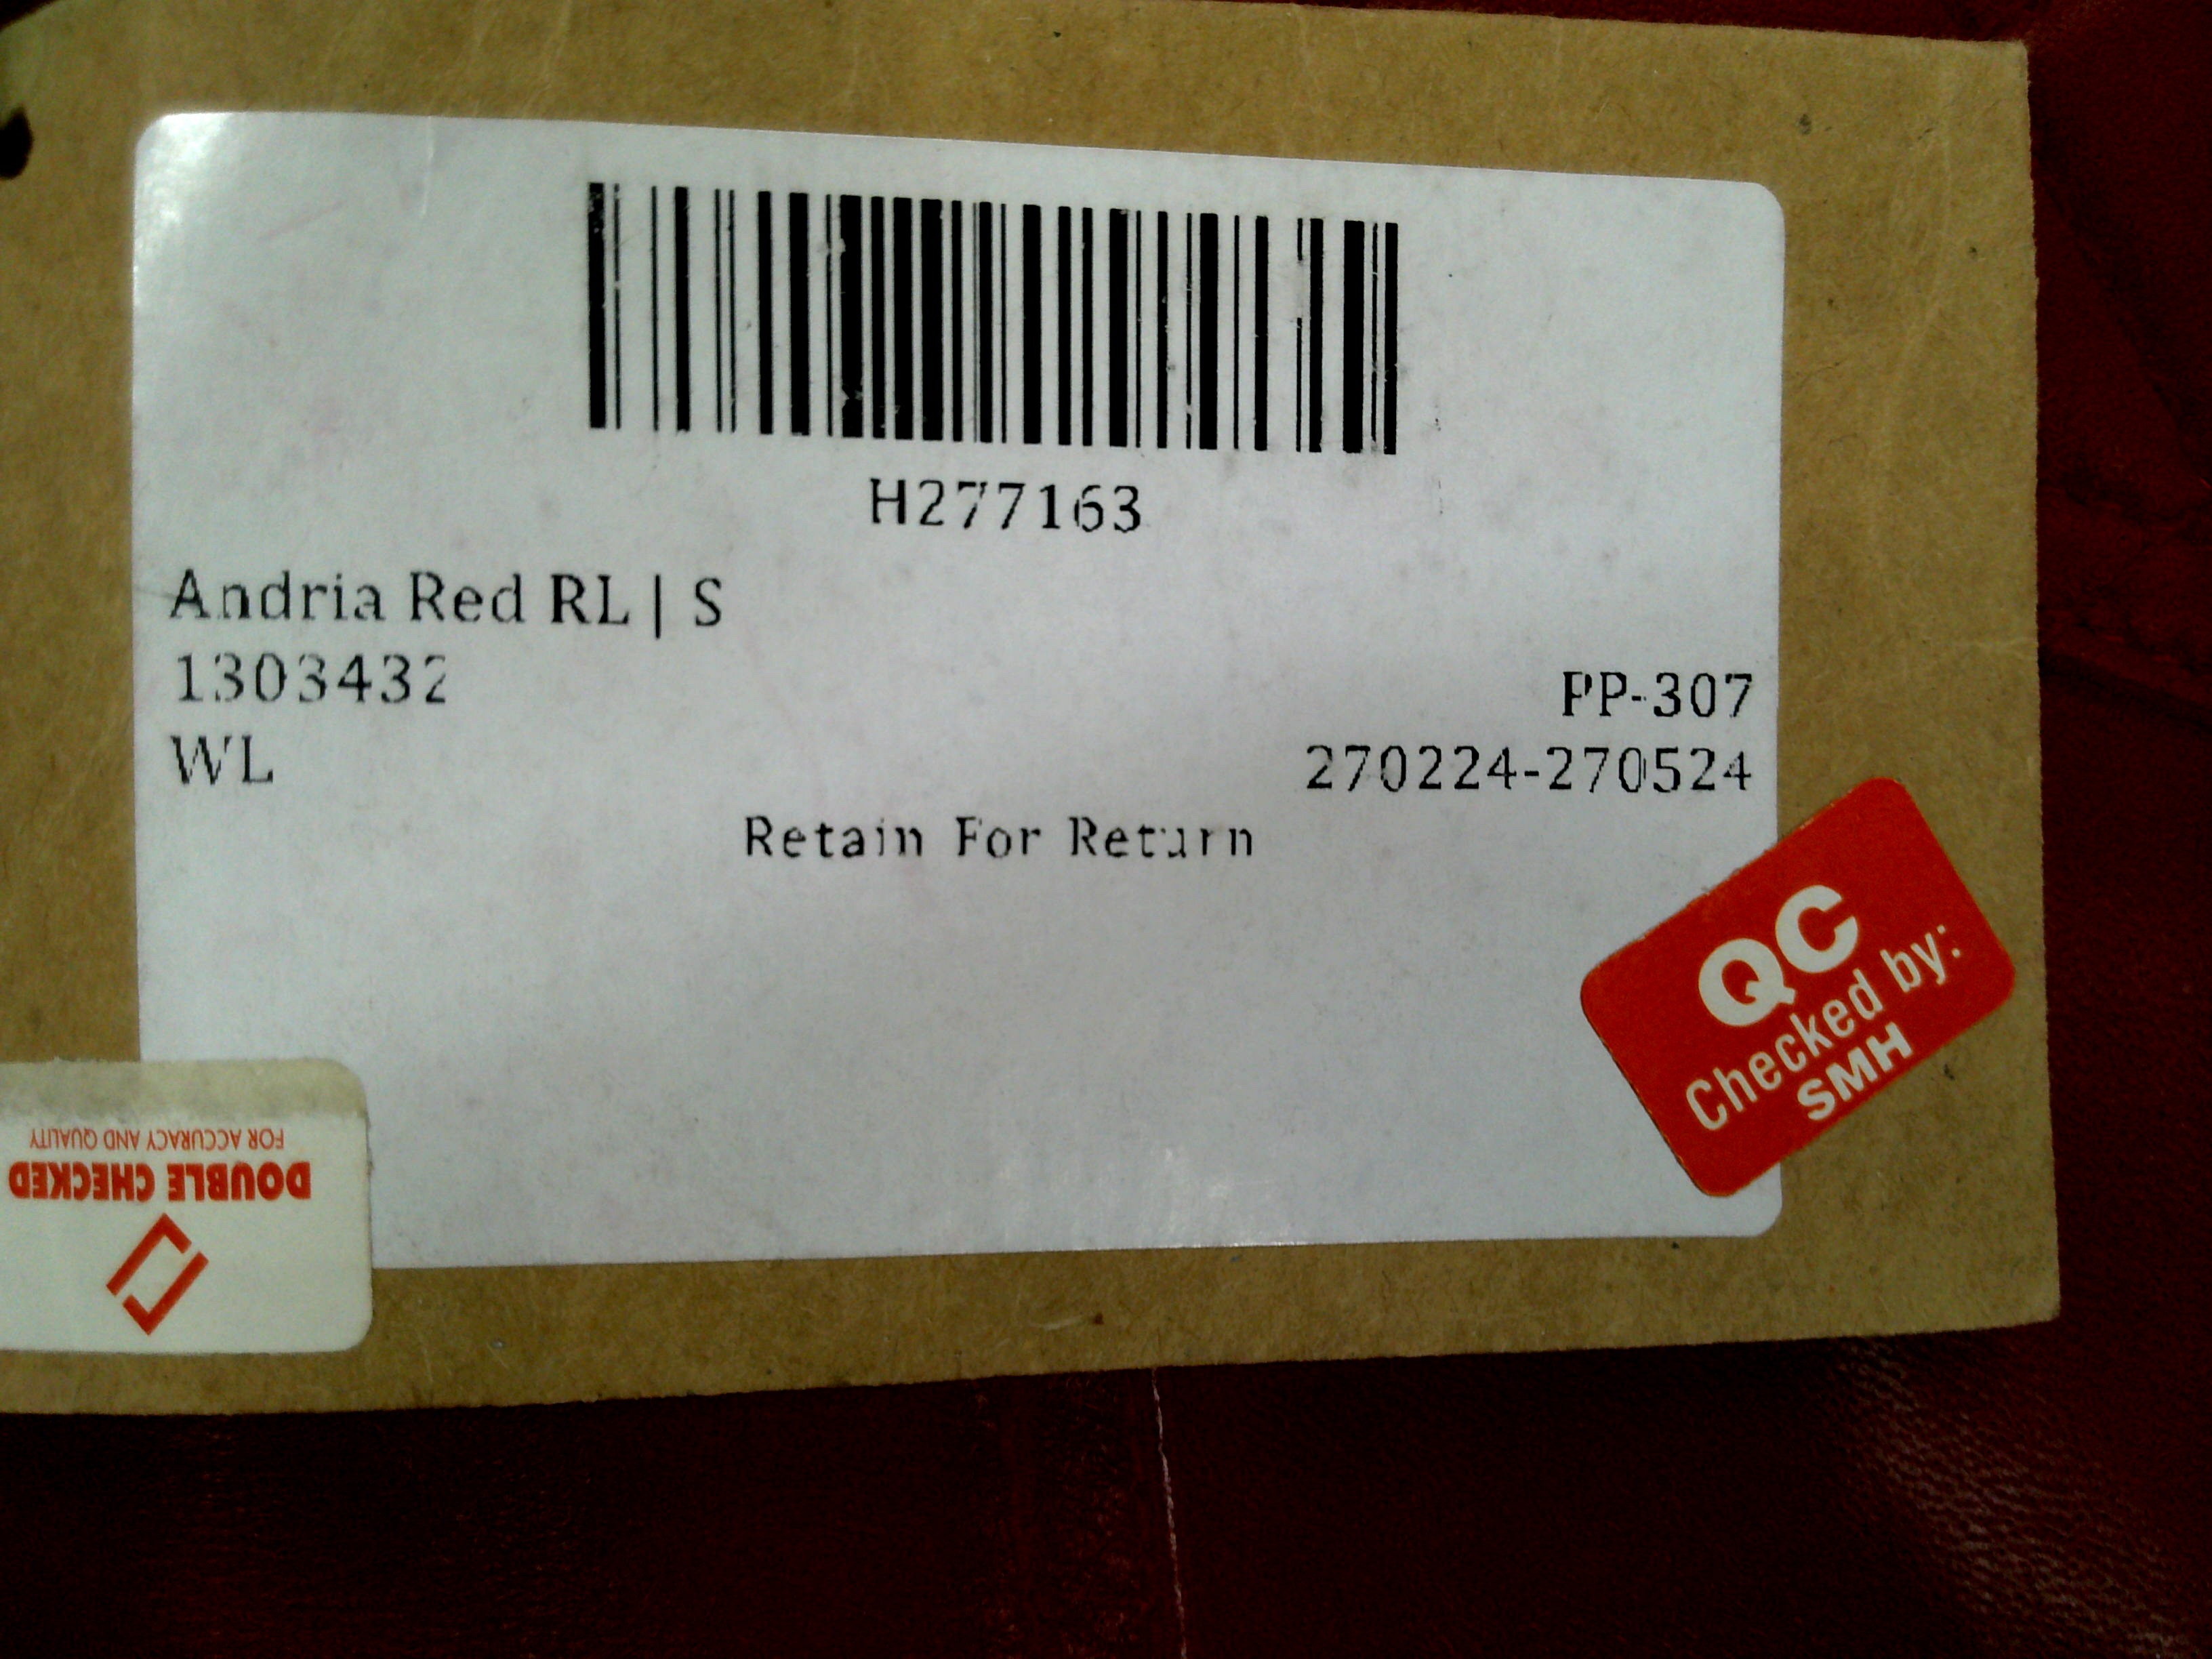 H277163
Andria Red RL | S
1303432
WL
PP-307
270224-270524
Retain For Return
QC
Checked by:
SMH
DOUBLE CHECKED
FOR ACCURACY AND QUALITY